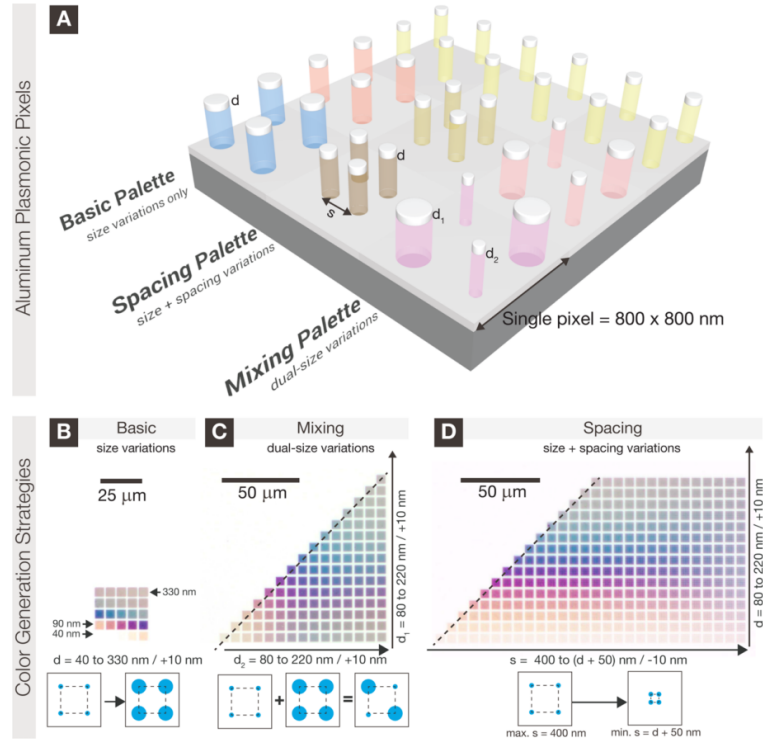 Aluminum Plasmonic Pixels
A
d
d
s
d1
d2
Basic Palette
size variations only
Spacing Palette
size + spacing variations
Mixing Palette
dual-size variations
Single pixel = 800 x 800 nm
Color Generation Strategies
B
Basic
size variations
25 μm
330 nm
90 nm
40 nm
d = 40 to 330 nm / +10 nm
C
Mixing
dual-size variations
50 μm
d1 = 80 to 220 nm / +10 nm
d2 = 80 to 220 nm / +10 nm
+
=
D
Spacing
size + spacing variations
50 μm
d = 80 to 220 nm / +10 nm
s = 400 to (d + 50) nm / -10 nm
max. s = 400 nm
min. s = d + 50 nm